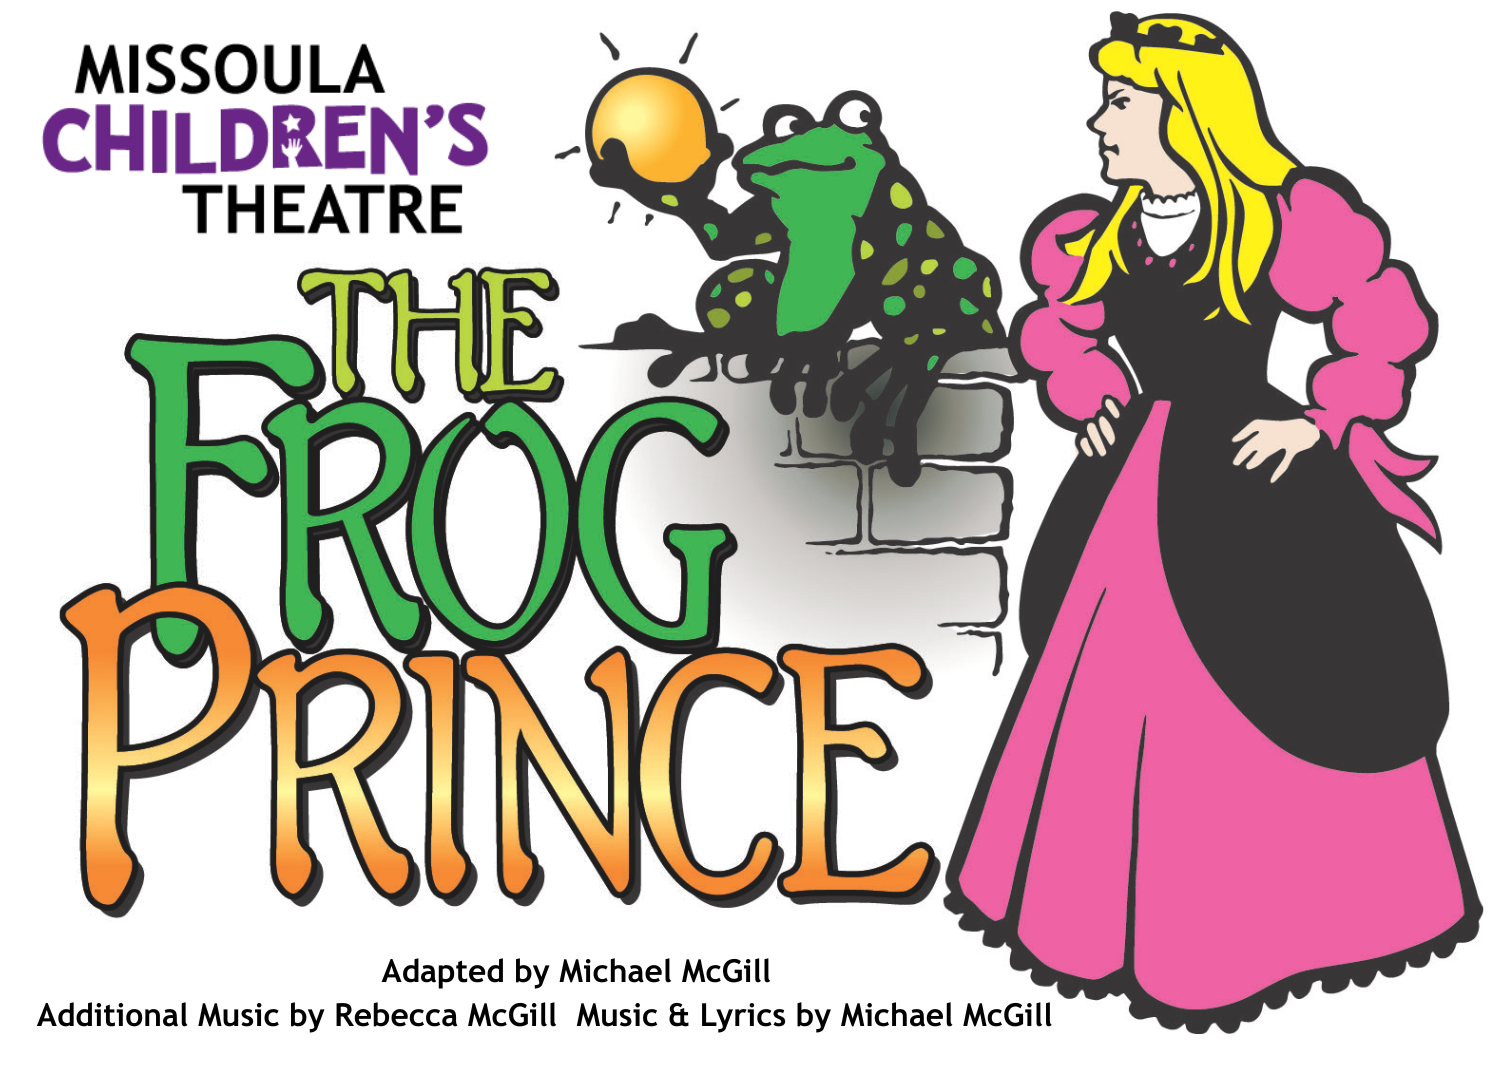 MISSOULA
CHILDREN'S
THEATRE
THE
FROG
PRINCE
Adapted by Michael McGill
Additional Music by Rebecca McGill  Music & Lyrics by Michael McGill